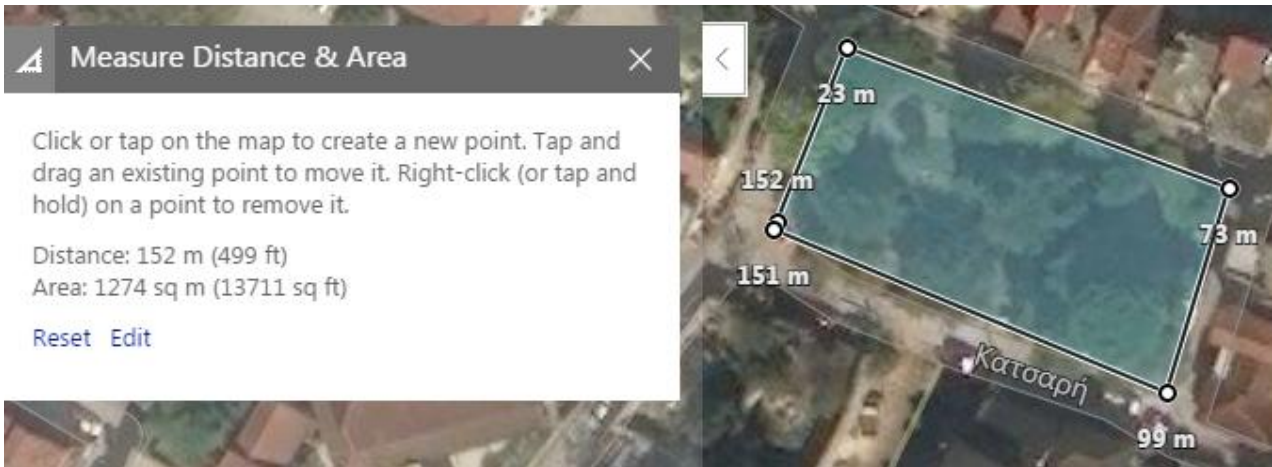 Measure Distance & Area
Click or tap on the map to create a new point. Tap and
drag an existing point to move it. Right-click (or tap and
hold) on a point to remove it.
Distance: 152 m (499 ft)
Area: 1274 sq m (13711 sq ft)
Reset Edit
23 m
152 m
73 m
151 m
Κατσαρή
99 m